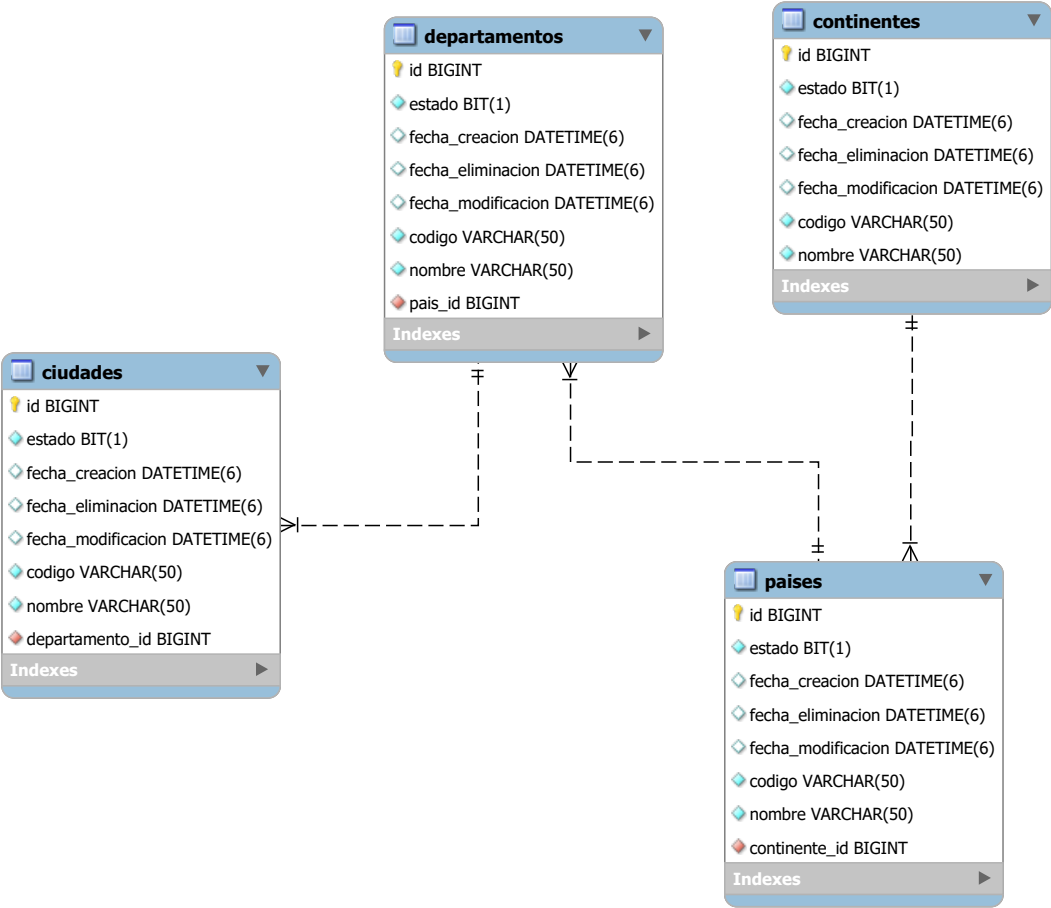 departamentos
id BIGINT
estado BIT(1)
fecha_creacion DATETIME(6)
fecha_eliminacion DATETIME(6)
fecha_modificacion DATETIME(6)
codigo VARCHAR(50)
nombre VARCHAR(50)
pais_id BIGINT
Indexes
continentes
id BIGINT
estado BIT(1)
fecha_creacion DATETIME(6)
fecha_eliminacion DATETIME(6)
fecha_modificacion DATETIME(6)
codigo VARCHAR(50)
nombre VARCHAR(50)
Indexes
ciudades
id BIGINT
estado BIT(1)
fecha_creacion DATETIME(6)
fecha_eliminacion DATETIME(6)
fecha_modificacion DATETIME(6)
codigo VARCHAR(50)
nombre VARCHAR(50)
departamento_id BIGINT
Indexes
paises
id BIGINT
estado BIT(1)
fecha_creacion DATETIME(6)
fecha_eliminacion DATETIME(6)
fecha_modificacion DATETIME(6)
codigo VARCHAR(50)
nombre VARCHAR(50)
continente_id BIGINT
Indexes